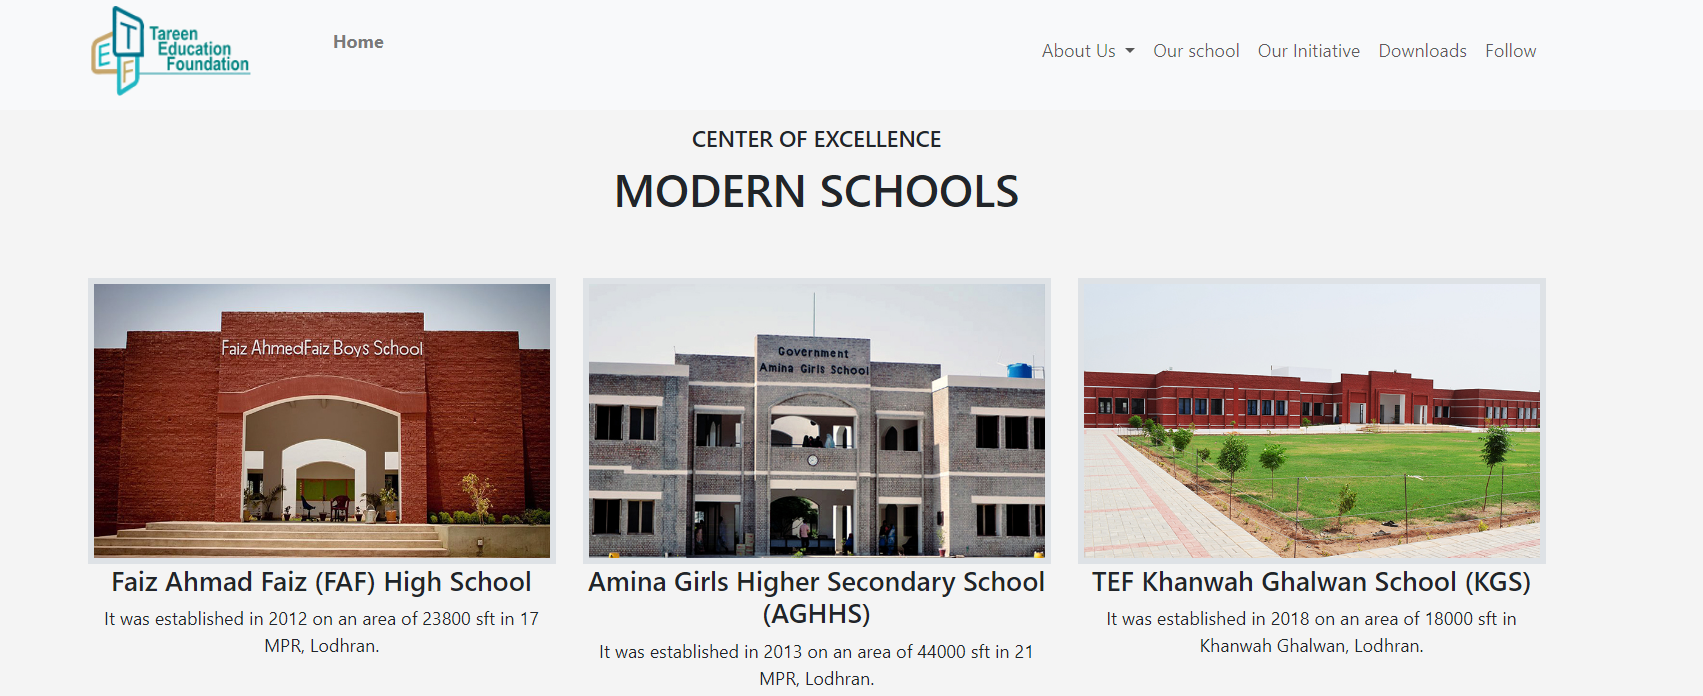 T
E
F
Tareen
Education
Foundation
Home
About Us
Our school
Our Initiative
Downloads
Follow
CENTER OF EXCELLENCE
MODERN SCHOOLS
Faiz AhmedFaiz Boys School
Government
Amina Girls School
Faiz Ahmad Faiz (FAF) High School
It was established in 2012 on an area of 23800 sft in 17
MPR, Lodhran.
Amina Girls Higher Secondary School
(AGHHS)
It was established in 2013 on an area of 44000 sft in 21
MPR, Lodhran.
TEF Khanwah Ghalwan School (KGS)
It was established in 2018 on an area of 18000 sft in
Khanwah Ghalwan, Lodhran.